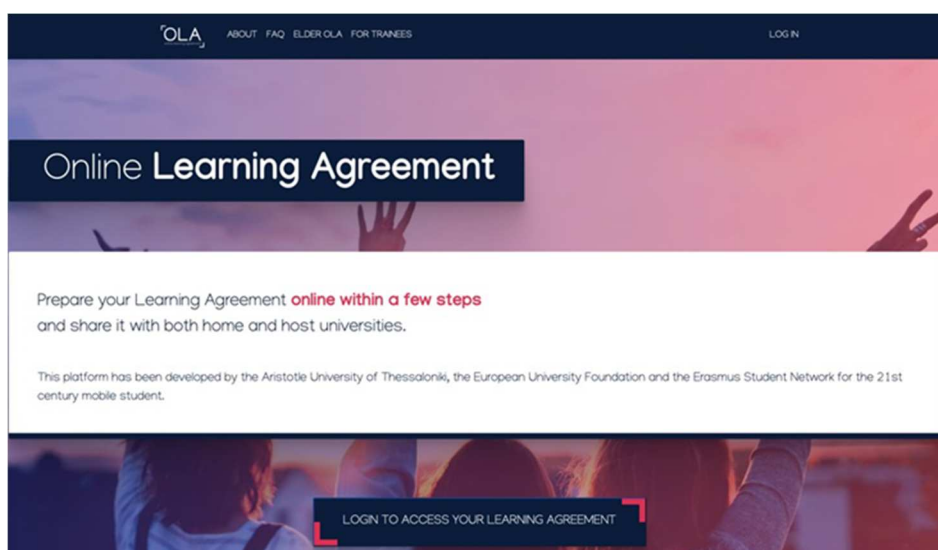 OLA
ABOUT FAQ ELDER OLA FOR TRAINEES
LOG IN
Online Learning Agreement
Prepare your Learning Agreement online within a few steps
and share it with both home and host universities.
This platform has been developed by the Aristotle University of Thessaloniki, the European University Foundation and the Erasmus Student Network for the 21st
century mobile student.
LOGIN TO ACCESS YOUR LEARNING AGREEMENT